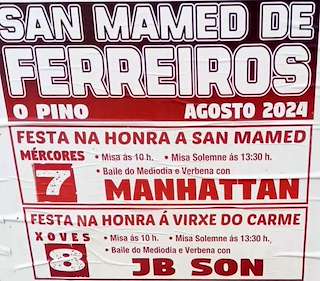 SAN MAMED DE
FERREIROS
O PINO AGOSTO 2024
FESTA NA HONRA A SAN MAMED
MÉRCORES
7
• Misa ás 10 h. • Misa Solemne ás 13:30 h.
• Baile do Mediodia e Verbena con
MANHATTAN
FESTA NA HONRA Á VIRXE DO CARME
XOVES
8
• Misa ás 10 h. • Misa Solemne ás 13:30 h.
• Baile do Mediodia e Verbena con
JB SON